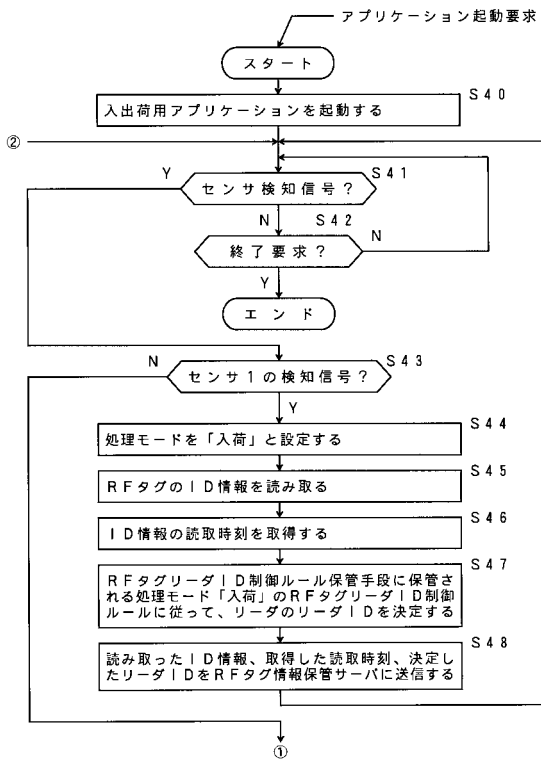 アプリケーション起動要求
スタート
S40
入出荷用アプリケーションを起動する
②
Y
S41
センサ検知信号？
N
S42
終了要求？
N
Y
エンド
N
S43
センサ1の検知信号？
Y
S44
処理モードを「入荷」と設定する
S45
RFタグのID情報を読み取る
S46
ID情報の読取時刻を取得する
S47
RFタグリーダID制御ルール保管手段に保管さ
れる処理モード「入荷」のRFタグリーダID制御
ルールに従って、リーダのリーダIDを決定する
S48
読み取ったID情報、取得した読取時刻、決定し
たリーダIDをRFタグ情報保管サーバに送信する
①